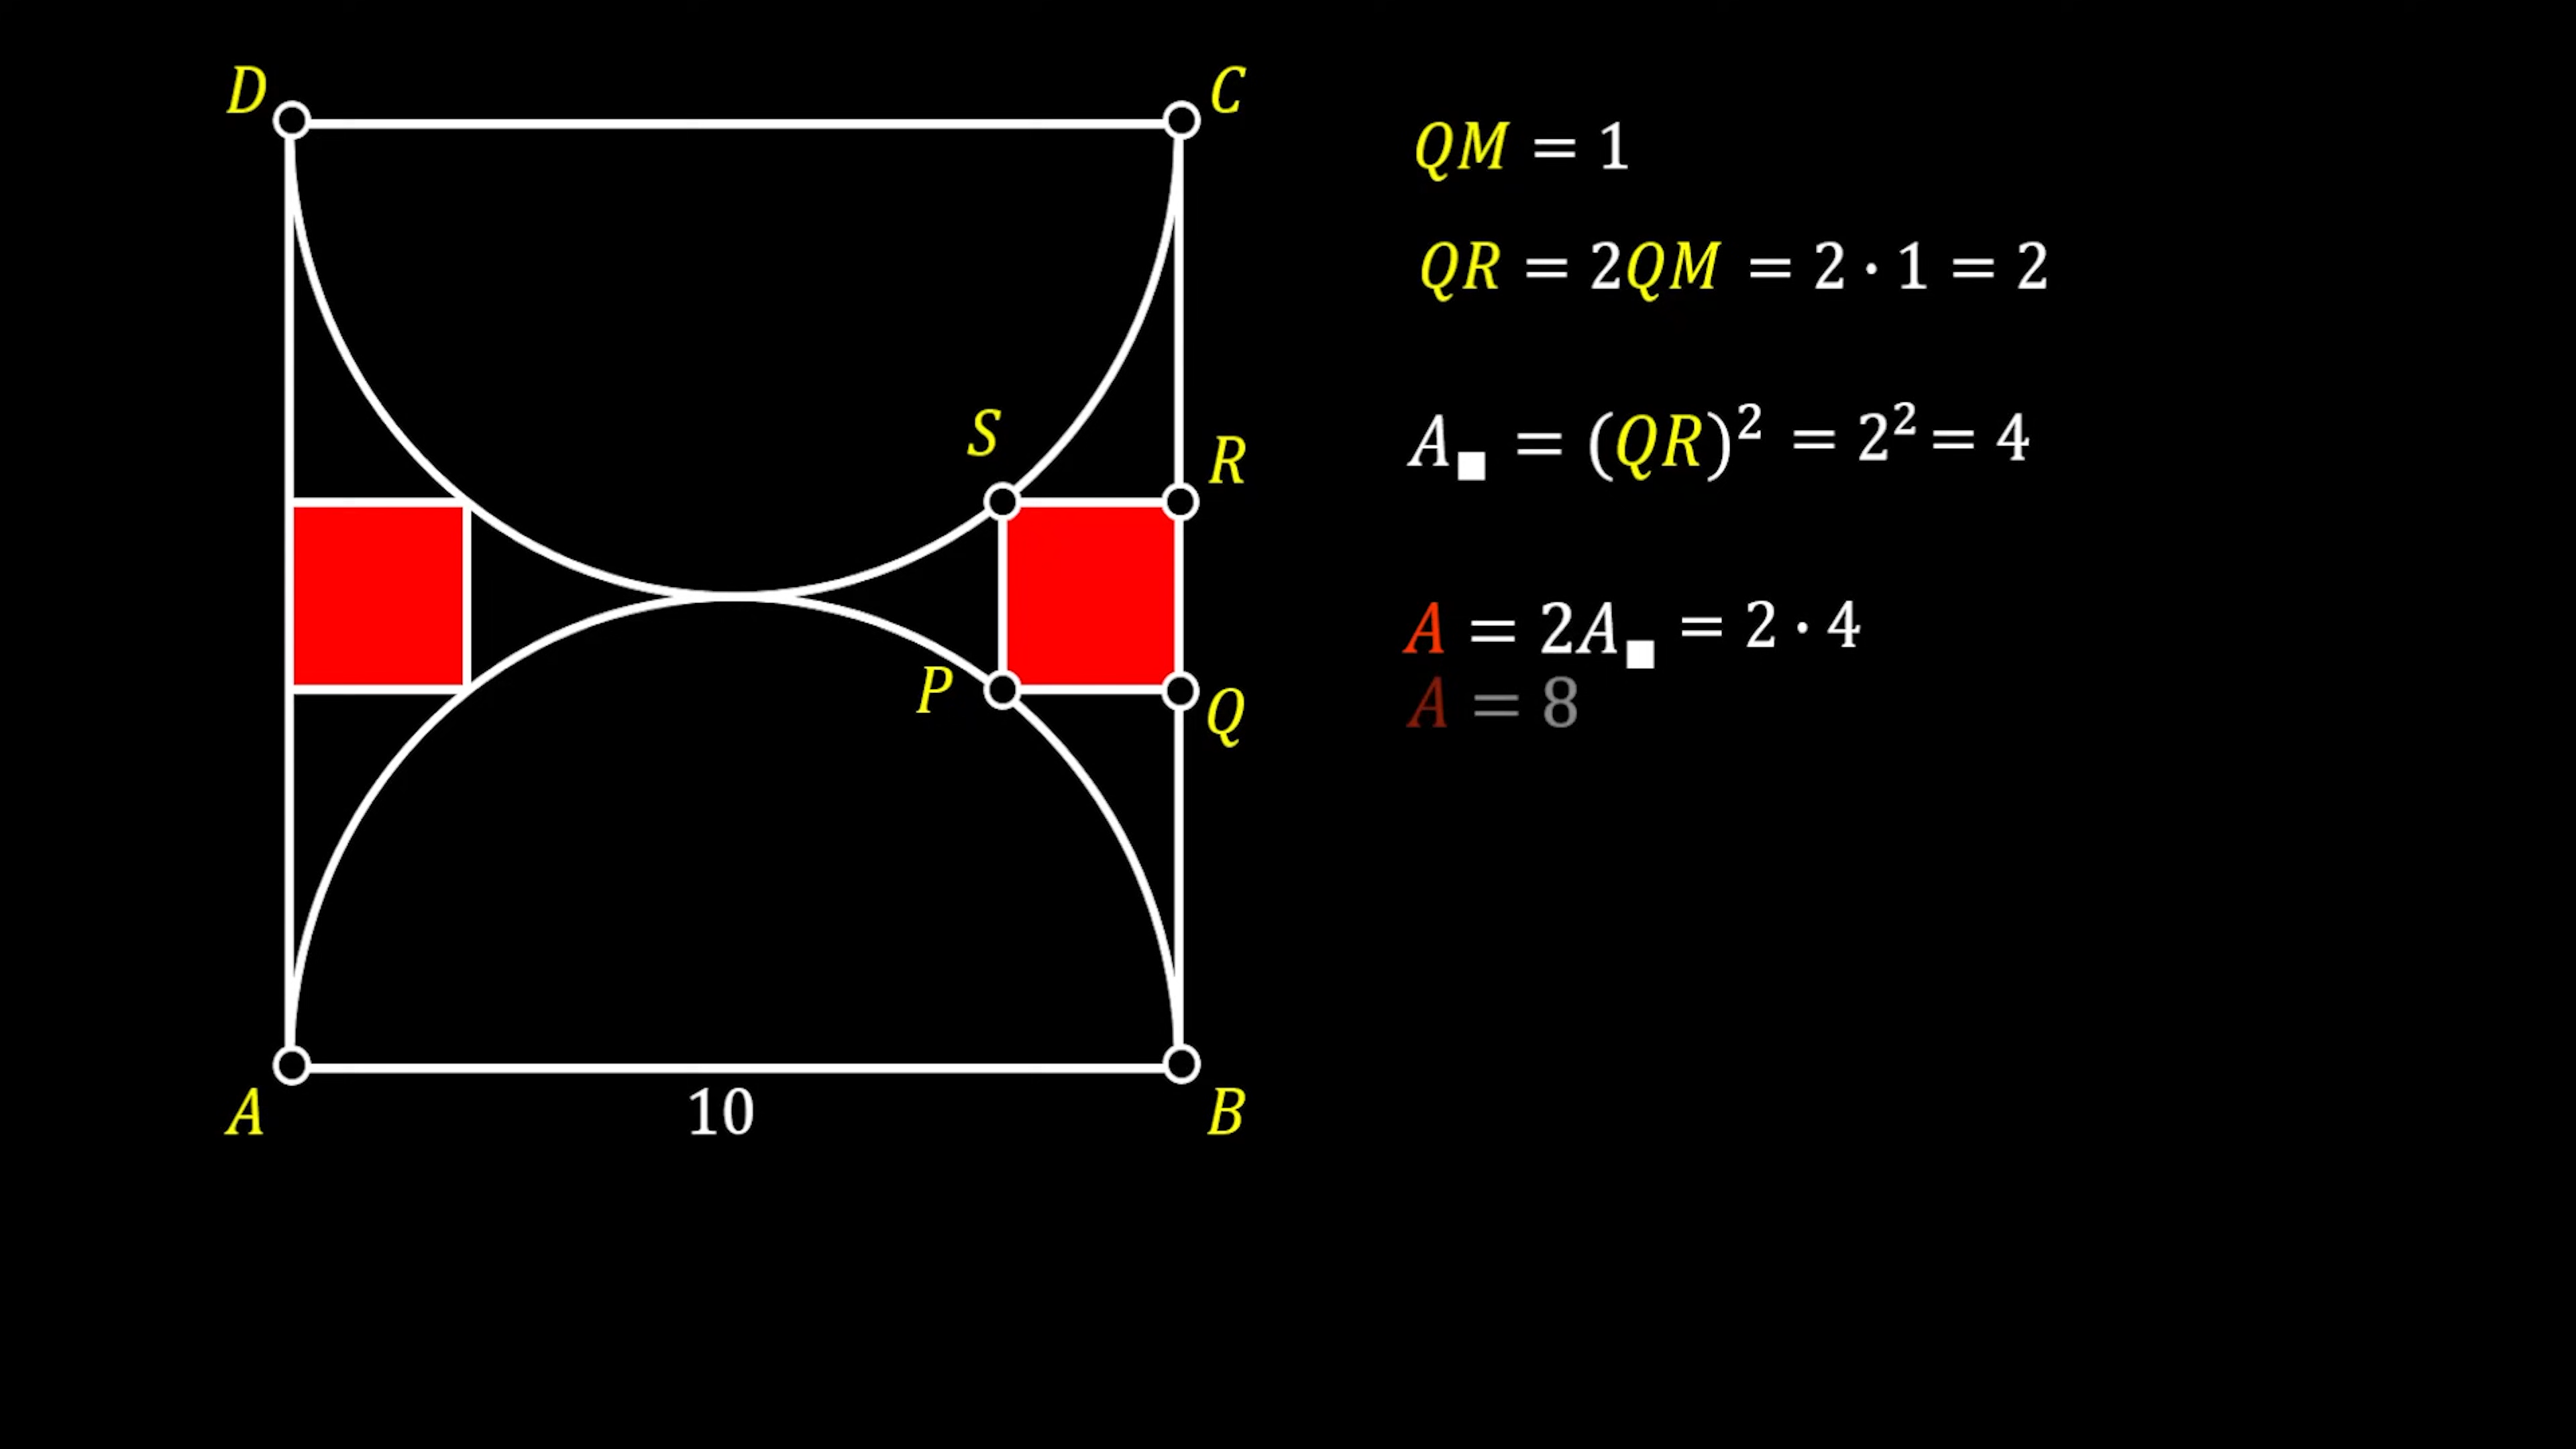 D
C
QM = 1
QR = 2QM = 2 · 1 = 2
S
R
A■ = (QR)² = 2² = 4
A = 2A■ = 2 · 4
P
Q
A = 8
A
10
B